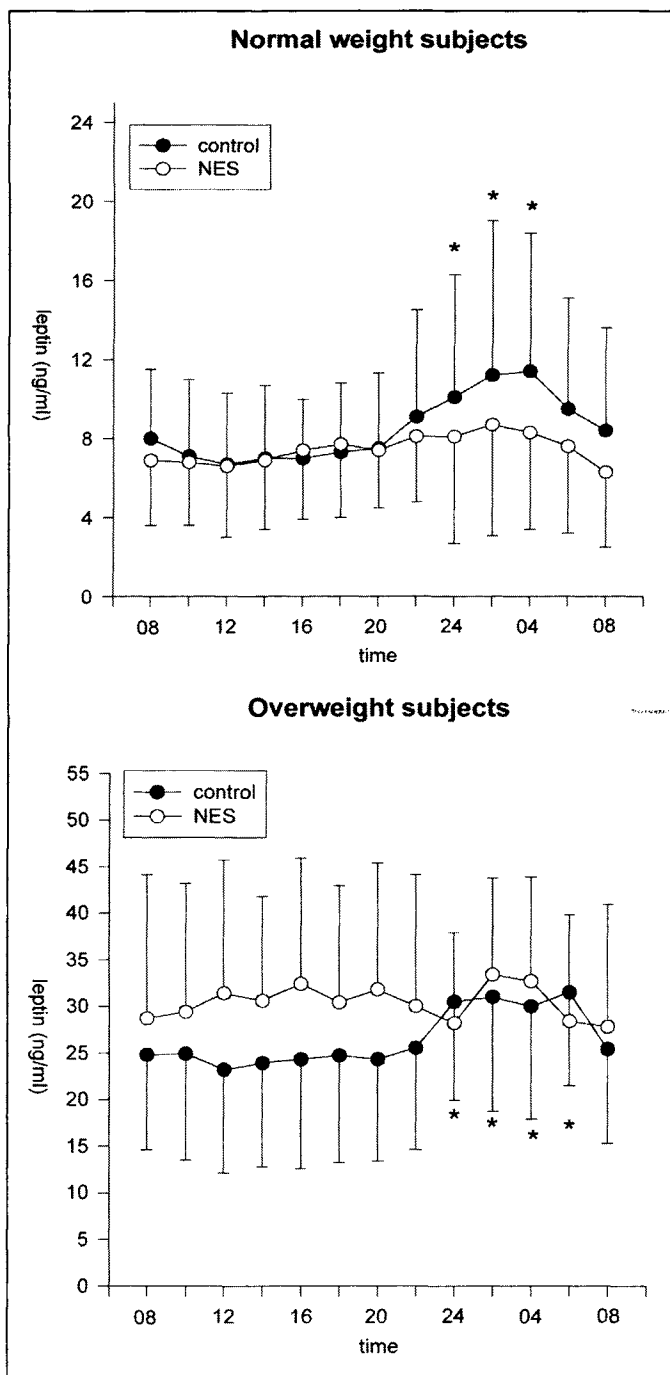 Normal weight subjects
24
20
16
12
8
4
0
leptin (ng/ml)
control
NES
* * *
08 12 16 20 24 04 08
time
Overweight subjects
55
50
45
40
35
30
25
20
15
10
5
0
leptin (ng/ml)
control
NES
* * * *
08 12 16 20 24 04 08
time